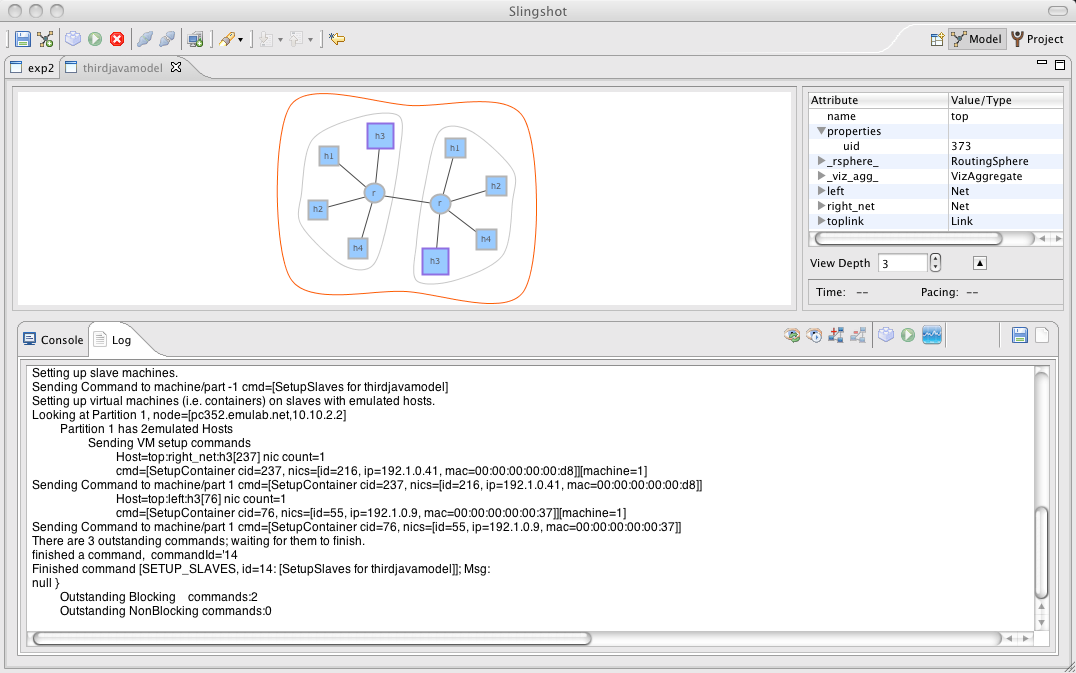 Slingshot
Model
Project
exp2
thirdjavamodel
h3
h1
h1
r
h2
r
h2
h4
h4
h3
Attribute Value/Type
name top
properties
uid 373
_rsphere_ RoutingSphere
_viz_agg_ VizAggregate
left Net
right_net Net
toplink Link
View Depth 3
Time: -- Pacing: --
Console
Log
Setting up slave machines.
Sending Command to machine/part -1 cmd=[SetupSlaves for thirdjavamodel]
Setting up virtual machines (i.e. containers) on slaves with emulated hosts.
Looking at Partition 1, node=[pc352.emulab.net,10.10.2.2]
Partition 1 has 2emulated Hosts
Sending VM setup commands
Host=top:right_net:h3[237] nic count=1
cmd=[SetupContainer cid=237, nics=[id=216, ip=192.1.0.41, mac=00:00:00:00:00:d8]][machine=1]
Sending Command to machine/part 1 cmd=[SetupContainer cid=237, nics=[id=216, ip=192.1.0.41, mac=00:00:00:00:00:d8]]
Host=top:left:h3[76] nic count=1
cmd=[SetupContainer cid=76, nics=[id=55, ip=192.1.0.9, mac=00:00:00:00:00:37]][machine=1]
Sending Command to machine/part 1 cmd=[SetupContainer cid=76, nics=[id=55, ip=192.1.0.9, mac=00:00:00:00:00:37]]
There are 3 outstanding commands; waiting for them to finish.
finished a command, commandId='14
Finished command [SETUP_SLAVES, id=14: [SetupSlaves for thirdjavamodel]]; Msg:
null }
Outstanding Blocking commands:2
Outstanding NonBlocking commands:0